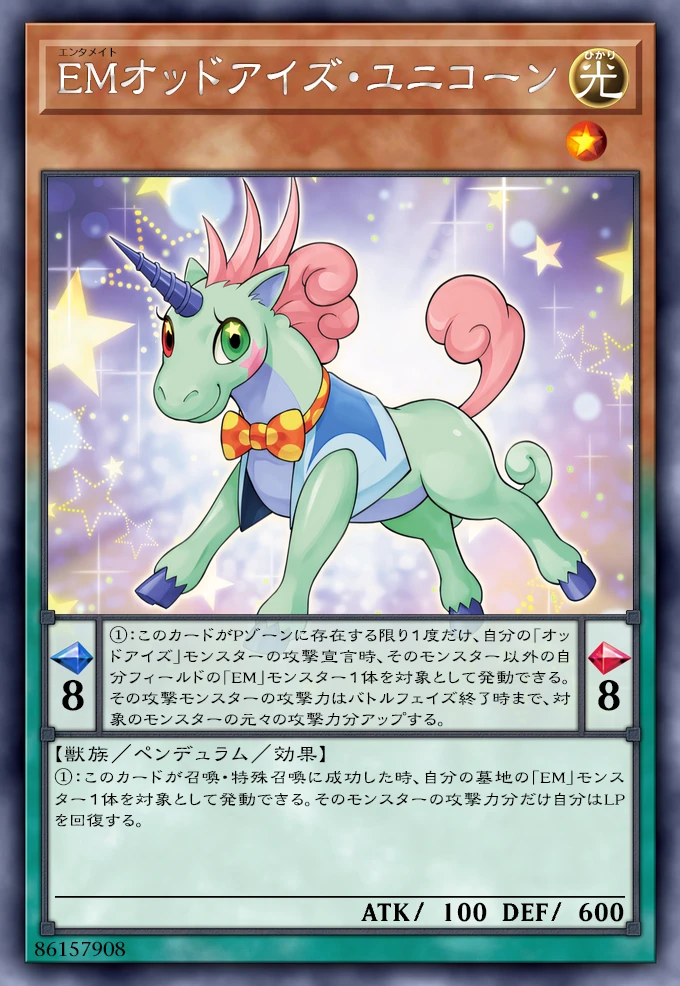 エンタメイト
EMオッドアイズ・ユニコーン
ひかり
光
①:このカードがPゾーンに存在する限り1度だけ、自分の「オッ
ドアイズ」モンスターの攻撃宣言時、そのモンスター以外の自
分フィールドの「EM」モンスター1体を対象として発動できる。
その攻撃モンスターの攻撃力はバトルフェイズ終了時まで、対
象のモンスターの元々の攻撃力分アップする。
8
8
【獣族/ペンデュラム/効果】
①:このカードが召喚・特殊召喚に成功した時、自分の墓地の「EM」モンス
ター1体を対象として発動できる。そのモンスターの攻撃力分だけ自分はLP
を回復する。
ATK/ 100 DEF/ 600
86157908